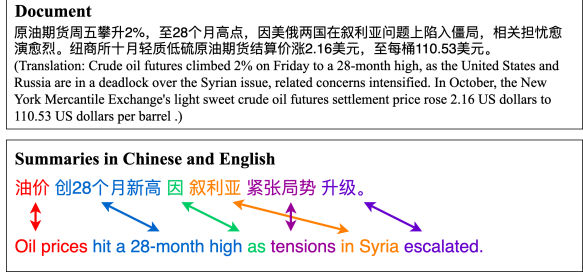 Document
原油期货周五攀升2%，至28个月高点，因美俄两国在叙利亚问题上陷入僵局，相关担忧愈
演愈烈。纽商所十月轻质低硫原油期货结算价涨2.16美元，至每桶110.53美元。
(Translation: Crude oil futures climbed 2% on Friday to a 28-month high, as the United States and
Russia are in a deadlock over the Syrian issue, related concerns intensified. In October, the New
York Mercantile Exchange's light sweet crude oil futures settlement price rose 2.16 US dollars to
110.53 US dollars per barrel .)
Summaries in Chinese and English
油价 创28个月新高 因 叙利亚 紧张局势 升级。
Oil prices hit a 28-month high as tensions in Syria escalated.